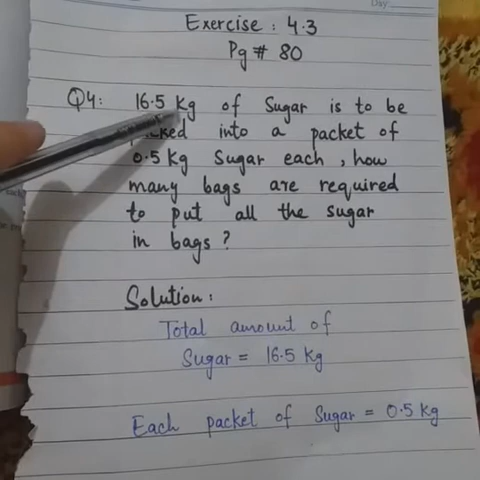 Day
Exercise : 4.3
Pg # 80
Q4: 16.5 Kg of Sugar is to be
packed into a packet of
0.5 Kg Sugar each, how
many bags are required
to put all the sugar
in bags ?
Solution :
Total amount of
Sugar = 16.5 Kg
Each packet of Sugar = 0.5 Kg